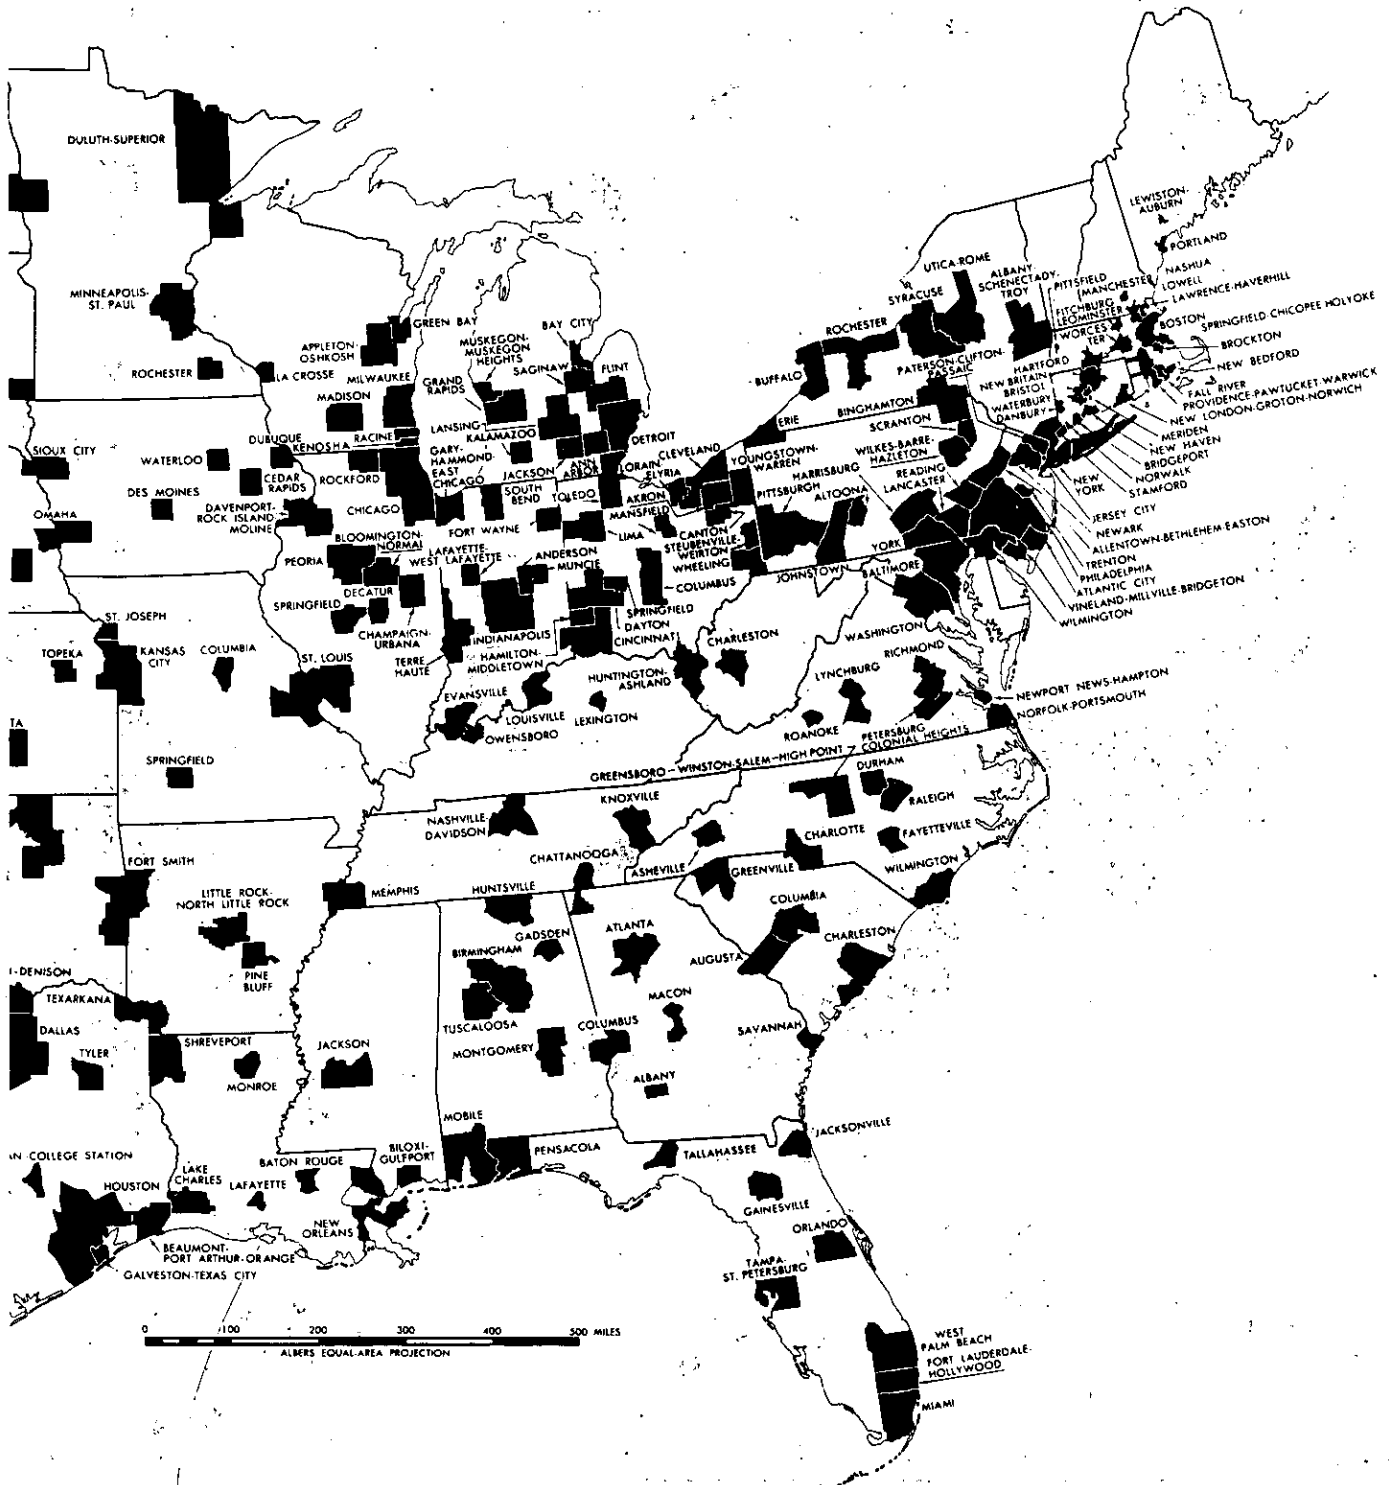 DULUTH-SUPERIOR
LEWISTON-
AUBURN
PORTLAND
UTICA-ROME
ALBANY
SCHENECTADY-
TROY
PITTSFIELD
(MANCHESTER
NASHUA
LOWELL
LAWRENCE-HAVERHILL
FITCHBURG
LEOMINSTER
WORCES
TER
BOSTON
SPRINGFIELD-CHICOPEE HOLYOKE
BROCKTON
NEW BEDFORD
FALL RIVER
PROVIDENCE-PAWTUCKET-WARWICK
NEW LONDON-GROTON-NORWICH
MERIDEN
NEW HAVEN
BRIDGEPORT
NORWALK
STAMFORD
SYRACUSE
ROCHESTER
BUFFALO
PATERSON-CLIFTON-
PASSAIC
HARTFORD
NEW BRITAIN
BRISTOL
WATERBURY
DANBURY
BINGHAMTON
SCRANTON
WILKES-BARRE-
HAZLETON
ERIE
MINNEAPOLIS-
ST. PAUL
GREEN BAY
APPLETON-
OSHKOSH
BAY CITY
MUSKEGON-
MUSKEGON
HEIGHTS
SAGINAW
FLINT
ROCHESTER
LA CROSSE
MILWAUKEE
GRAND
RAPIDS
MADISON
LANSING
KALAMAZOO
DETROIT
DUBUQUE
RACINE
KENOSHA
GARY-
HAMMOND-
EAST
CHICAGO
JACKSON
ANN
ARBOR
LORAIN
ELYRIA
CLEVELAND
YOUNGSTOWN-
WARREN
HARRISBURG
READING
LANCASTER
NEW
YORK
JERSEY CITY
NEWARK
ALLENTOWN-BETHLEHEM-EASTON
TRENTON
PHILADELPHIA
ATLANTIC CITY
VINELAND-MILLVILLE-BRIDGETON
WILMINGTON
SIOUX CITY
WATERLOO
CEDAR
RAPIDS
ROCKFORD
CHICAGO
SOUTH
BEND
TOLEDO
AKRON
MANSFIELD
PITTSBURGH
ALTOONA
DES MOINES
DAVENPORT-
ROCK ISLAND
MOLINE
OMAHA
BLOOMINGTON-
NORMAL
FORT WAYNE
LIMA
CANTON
STEUBENVILLE-
WEIRTON
WHEELING
YORK
JOHNSTOWN
BALTIMORE
PEORIA
LAFAYETTE-
WEST LAFAYETTE
ANDERSON
MUNCIE
COLUMBUS
DECATUR
SPRINGFIELD
CHAMPAIGN-
URBANA
INDIANAPOLIS
SPRINGFIELD
DAYTON
CINCINNATI
HAMILTON-
MIDDLETOWN
TERRE
HAUTE
CHARLESTON
WASHINGTON
ST. JOSEPH
TOPEKA
KANSAS
CITY
COLUMBIA
ST. LOUIS
EVANSVILLE
LOUISVILLE
OWENSBORO
LEXINGTON
HUNTINGTON-
ASHLAND
LYNCHBURG
RICHMOND
NEWPORT NEWS-HAMPTON
NORFOLK-PORTSMOUTH
ROANOKE
PETERSBURG
COLONIAL HEIGHTS
TA
SPRINGFIELD
GREENSBORO-WINSTON-SALEM-HIGH POINT
DURHAM
RALEIGH
KNOXVILLE
NASHVILLE-
DAVIDSON
CHARLOTTE
FAYETTEVILLE
FORT SMITH
CHATTANOOGA
ASHEVILLE
GREENVILLE
WILMINGTON
LITTLE ROCK-
NORTH LITTLE ROCK
MEMPHIS
HUNTSVILLE
COLUMBIA
GADSDEN
ATLANTA
CHARLESTON
BIRMINGHAM
AUGUSTA
I-DENISON
PINE
BLUFF
TEXARKANA
MACON
TUSCALOOSA
COLUMBUS
SAVANNAH
DALLAS
SHREVEPORT
JACKSON
MONTGOMERY
TYLER
MONROE
ALBANY
MOBILE
JACKSONVILLE
AN-COLLEGE STATION
BATON ROUGE
BILOXI-
GULFPORT
PENSACOLA
TALLAHASSEE
HOUSTON
LAKE
CHARLES
LAFAYETTE
GAINESVILLE
NEW
ORLEANS
ORLANDO
BEAUMONT-
PORT ARTHUR-ORANGE
GALVESTON-TEXAS CITY
TAMPA-
ST. PETERSBURG
0 100 200 300 400 500 MILES
ALBERS EQUAL-AREA PROJECTION
WEST
PALM BEACH
FORT LAUDERDALE-
HOLLYWOOD
MIAMI